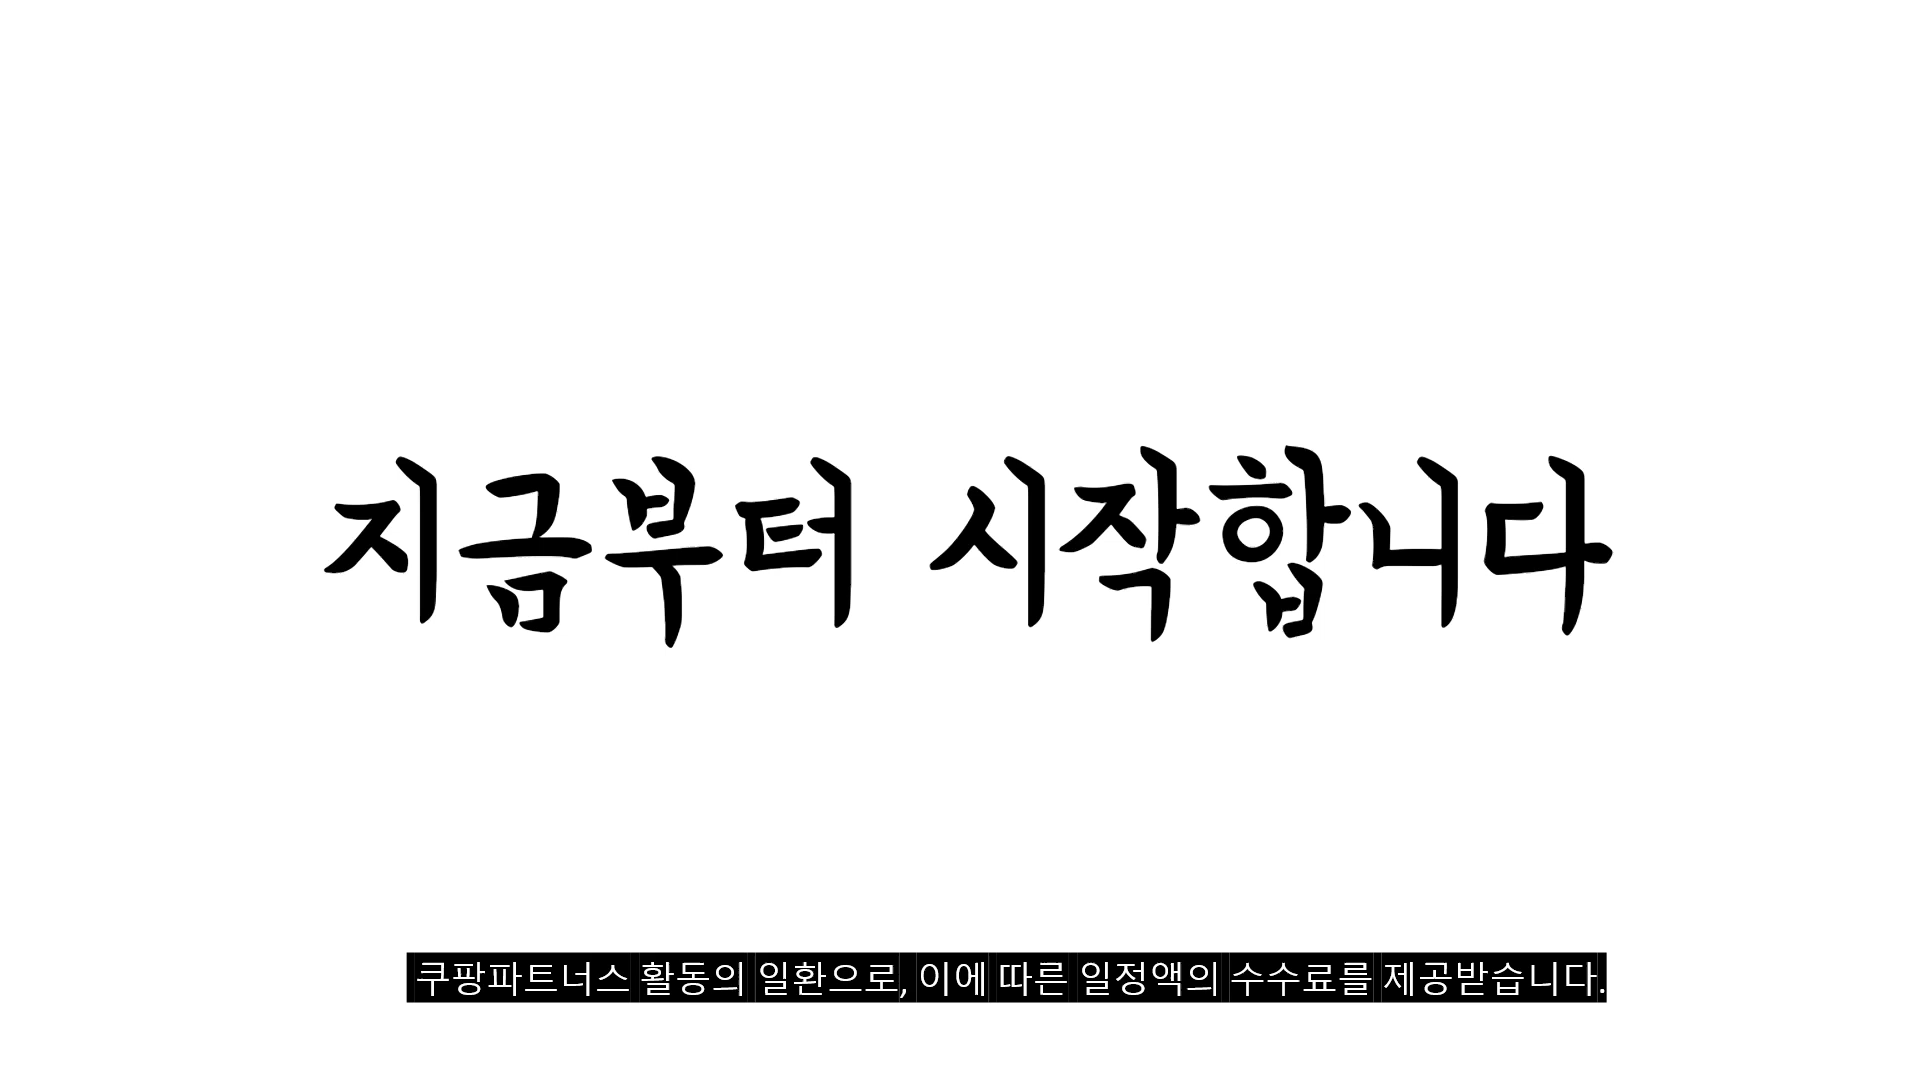 지금부터 시작합니다
쿠팡파트너스 활동의 일환으로, 이에 따른 일정액의 수수료를 제공받습니다.